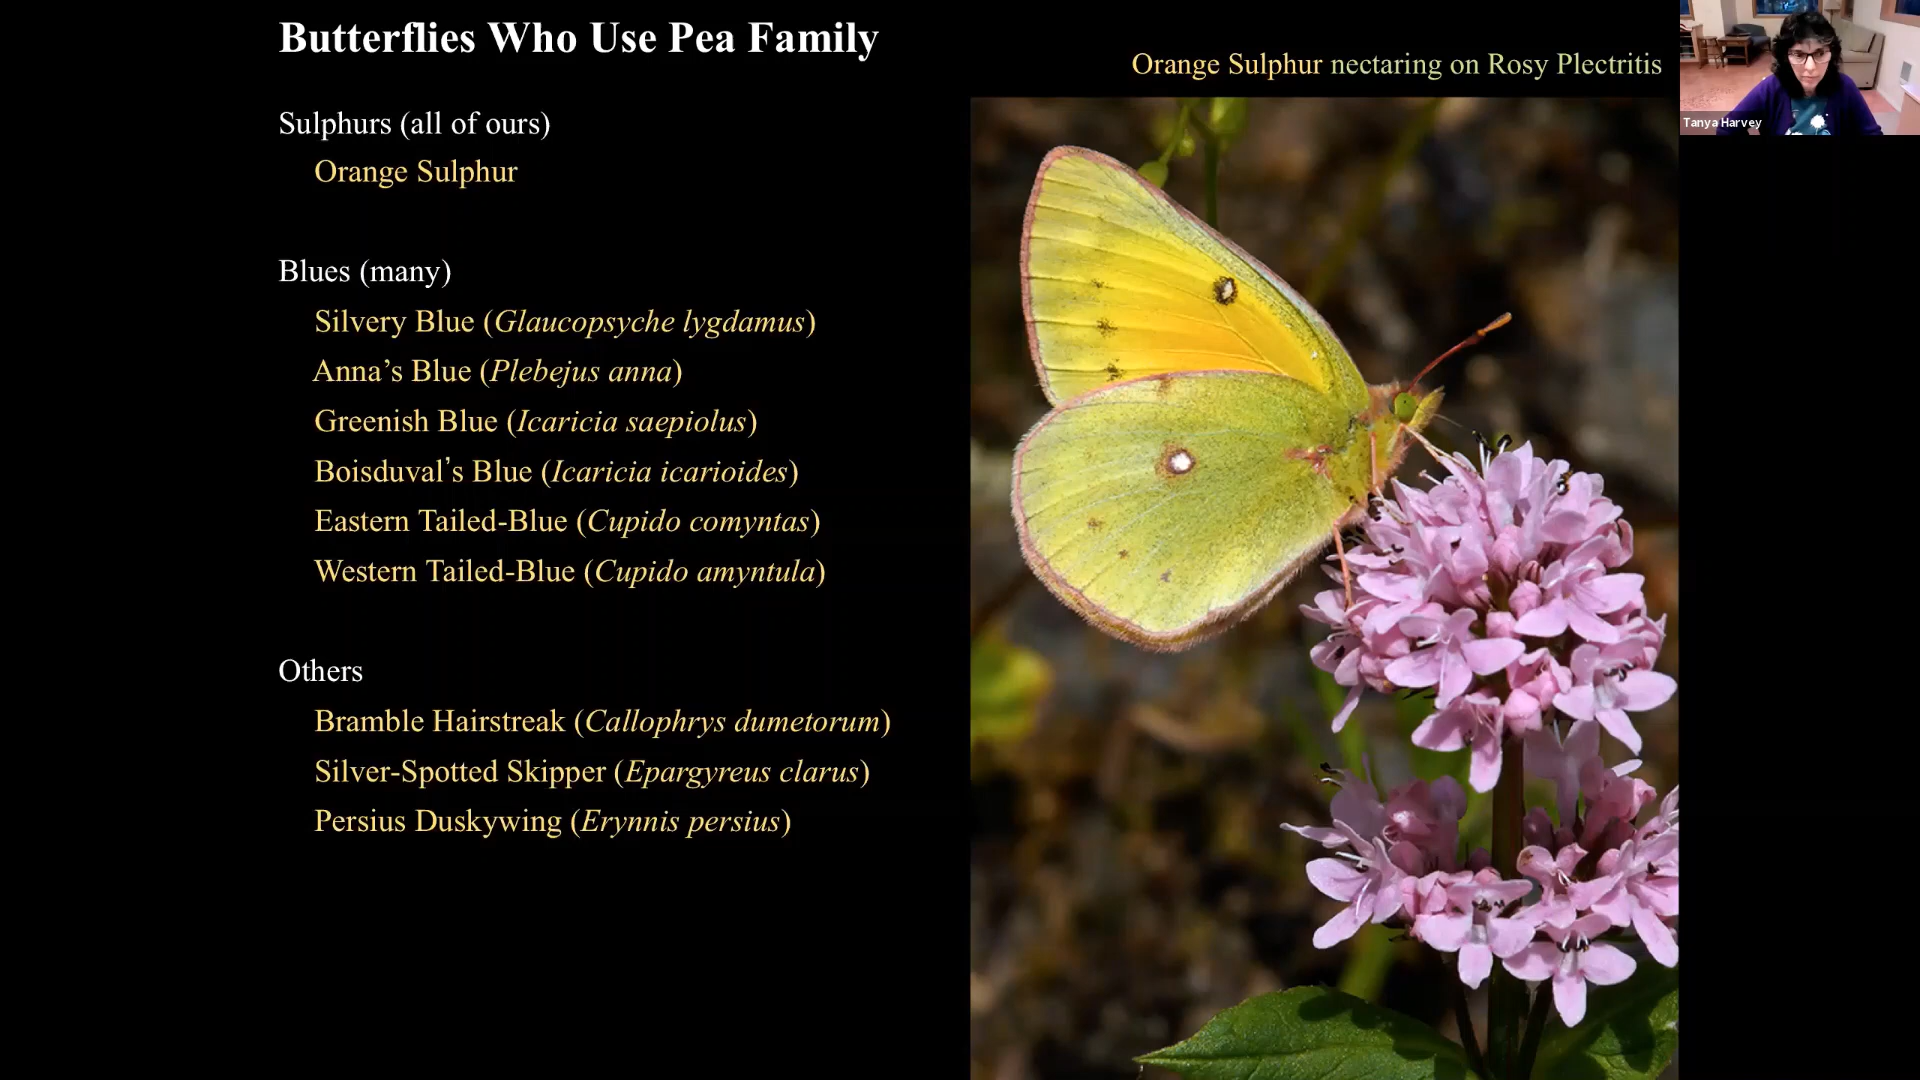 Butterflies Who Use Pea Family
Orange Sulphur nectaring on Rosy Plectritis
Tanya Harvey
Sulphurs (all of ours)
Orange Sulphur
Blues (many)
Silvery Blue (Glaucopsyche lygdamus)
Anna’s Blue (Plebejus anna)
Greenish Blue (Icaricia saepiolus)
Boisduval’s Blue (Icaricia icarioides)
Eastern Tailed-Blue (Cupido comyntas)
Western Tailed-Blue (Cupido amyntula)
Others
Bramble Hairstreak (Callophrys dumetorum)
Silver-Spotted Skipper (Epargyreus clarus)
Persius Duskywing (Erynnis persius)